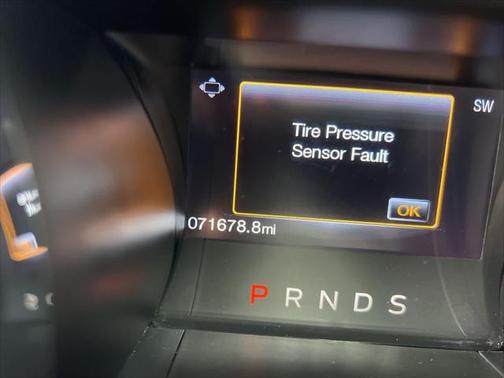 SW
Tire Pressure
Sensor Fault
OK
071678.8mi
P R N D S